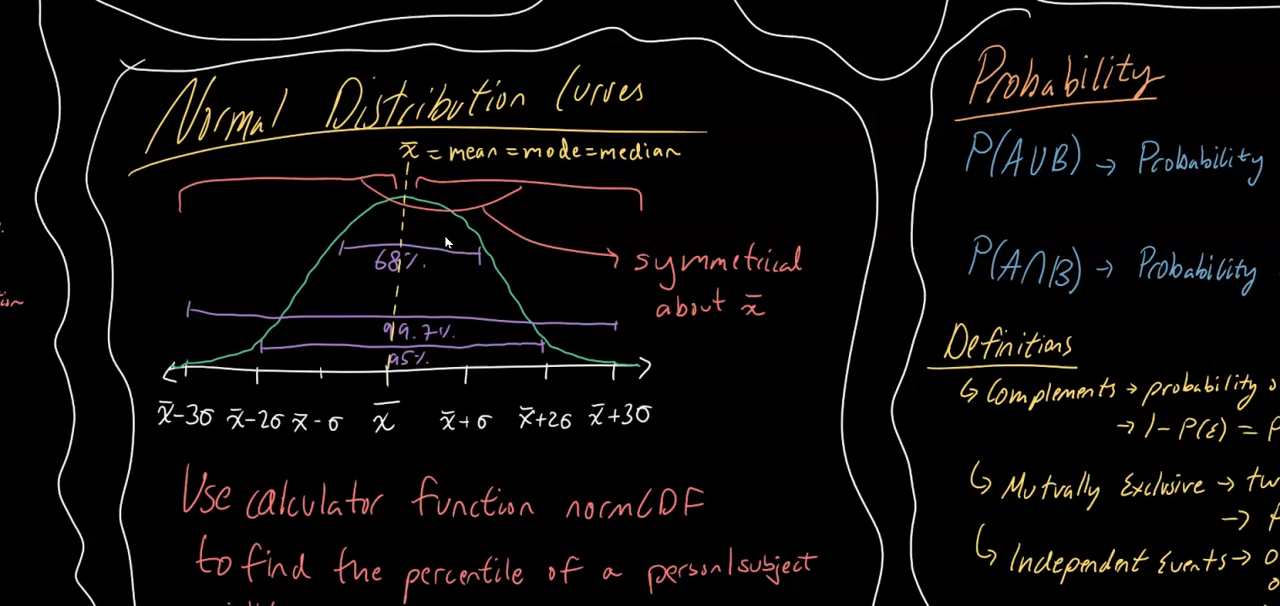 Normal Distribution Curves
x̄ = mean = mode = median
68%.
symmetrical
about x̄
99.7%.
95%.
x̄-3σ x̄-2σ x̄-σ x̄ x̄+σ x̄+2σ x̄+3σ
Use calculator function normCDF
to find the percentile of a person/subject
Probability
P(A∪B) → Probability
P(A∩B) → Probability
Definitions
↳ Complements → probability
→ 1-P(E) =
↳ Mutually Exclusive →
→
↳ Independent Events →